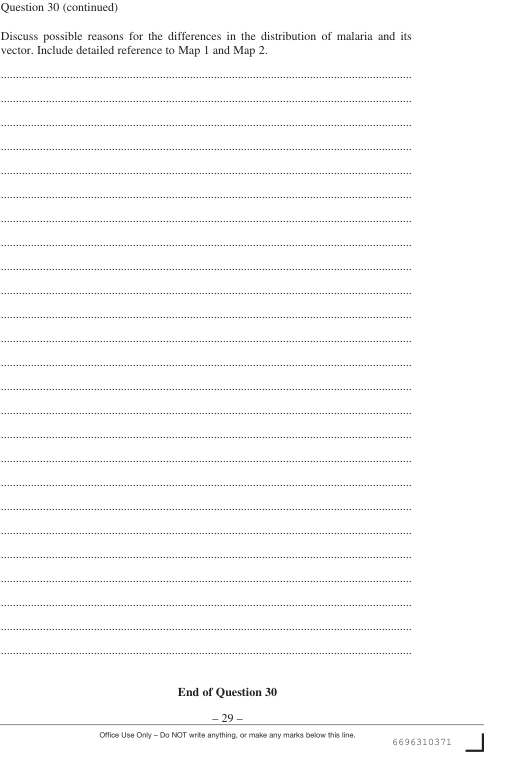 Question 30 (continued)
Discuss possible reasons for the differences in the distribution of malaria and its
vector. Include detailed reference to Map 1 and Map 2.
End of Question 30
– 29 –
Office Use Only – Do NOT write anything, or make any marks below this line.
6696310371